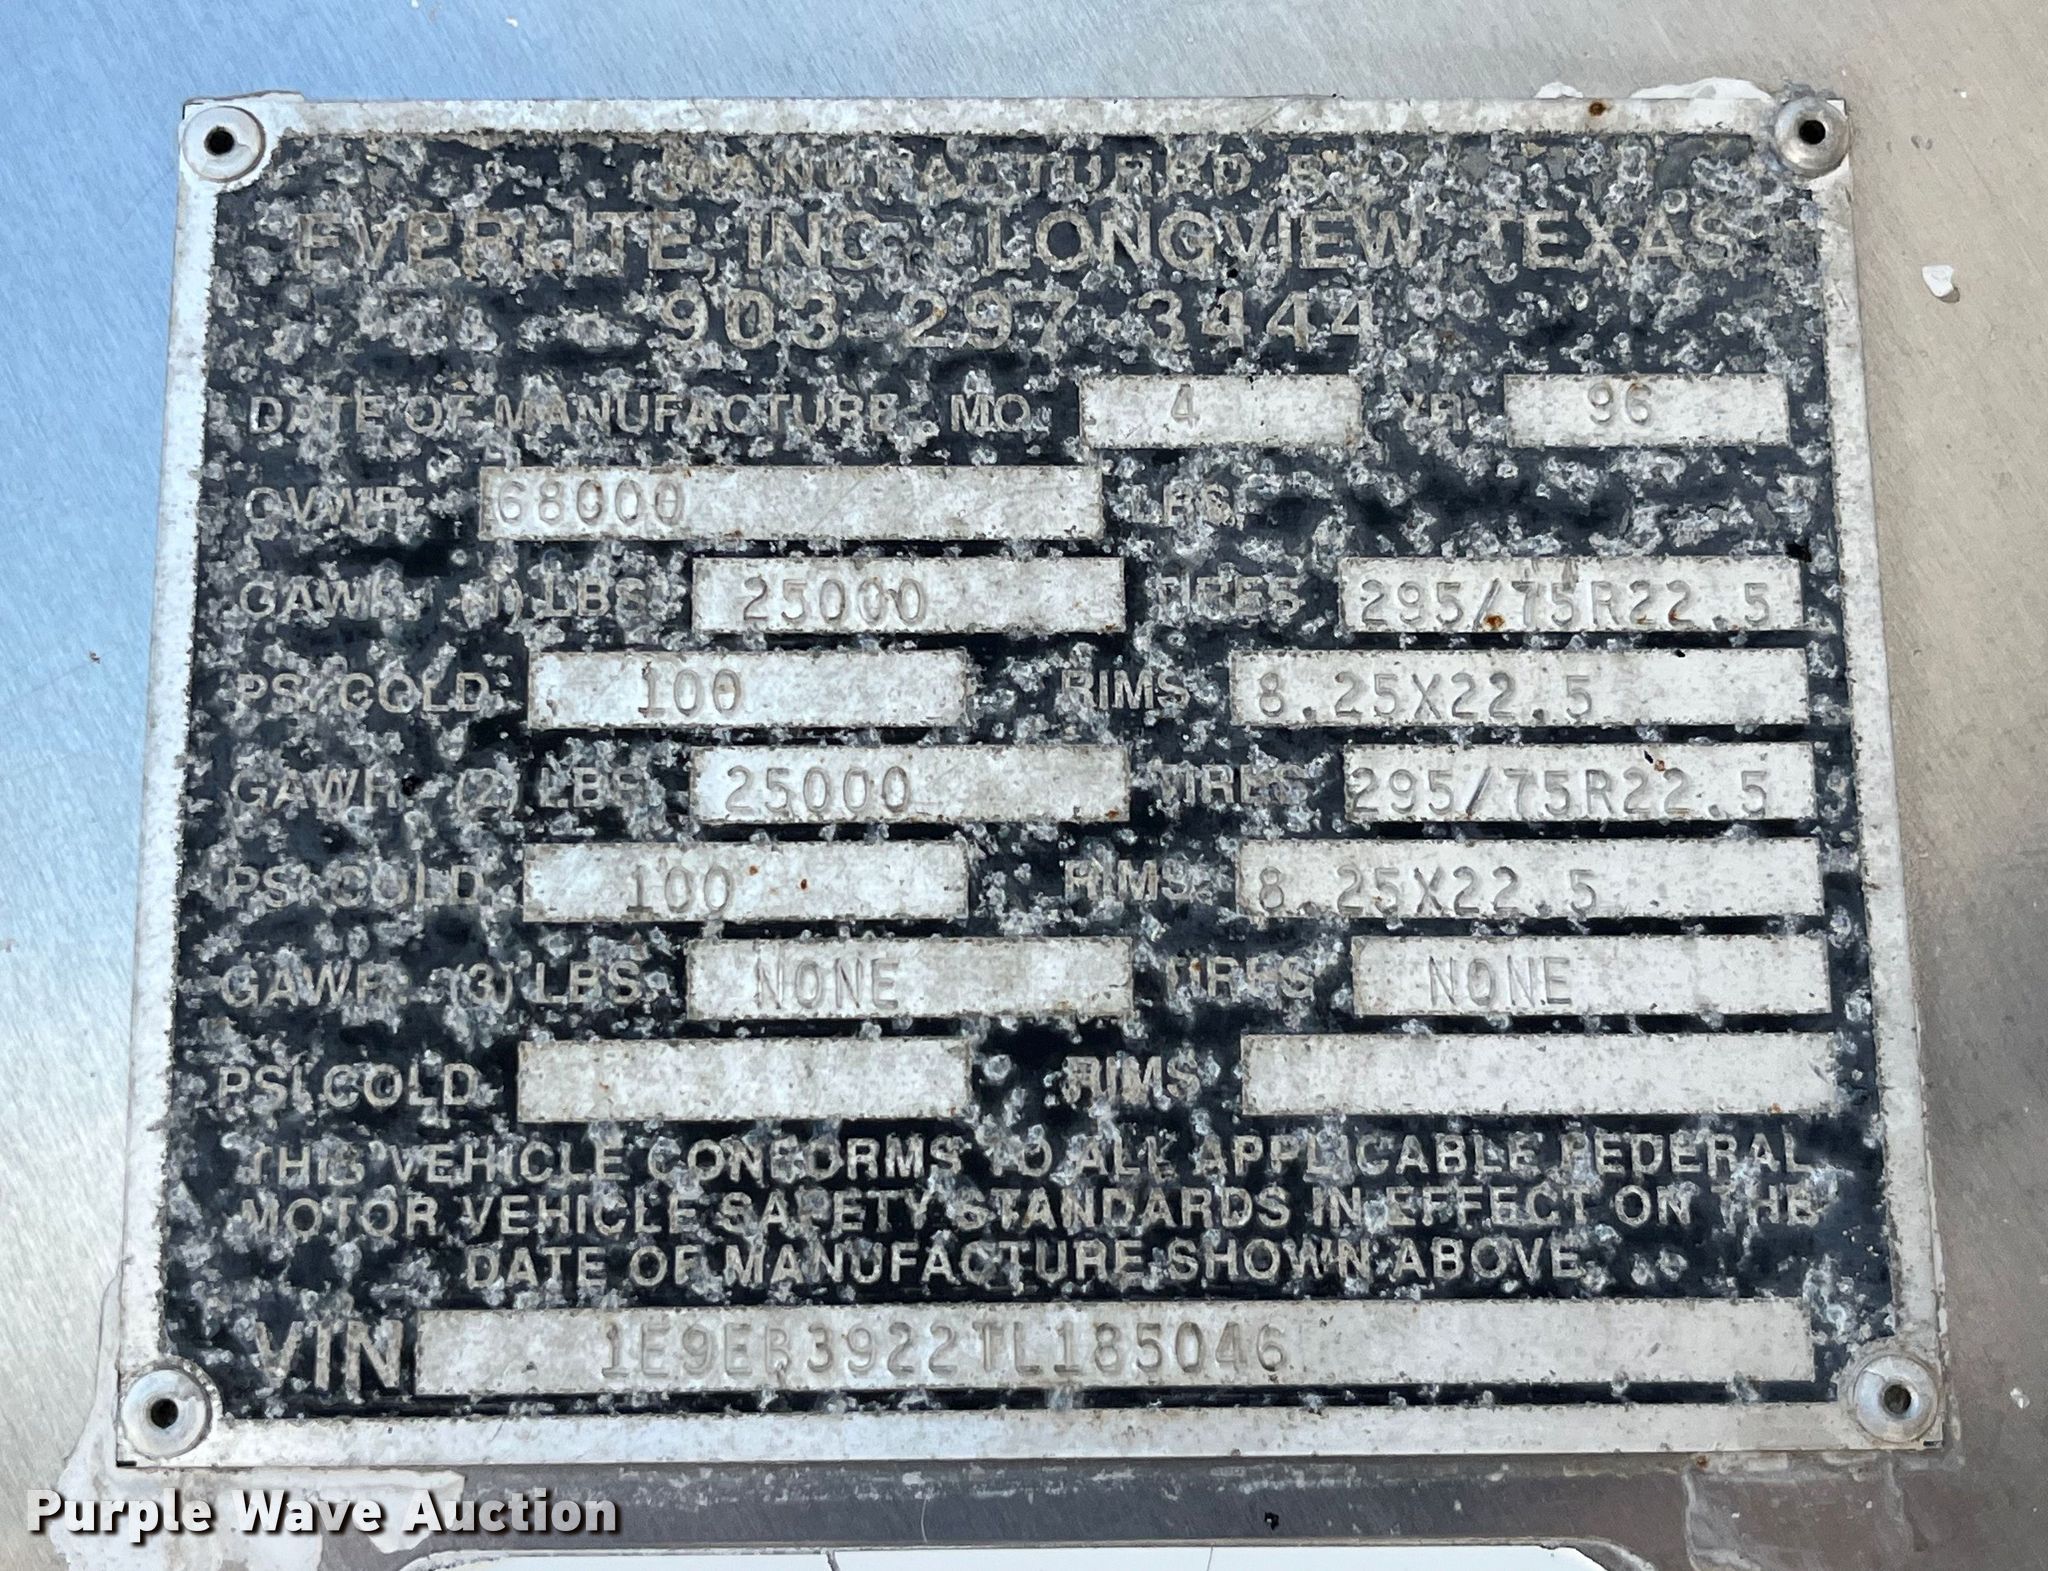 MANUFACTURED BY
EVERLITE, INC., LONGVIEW, TEXAS
903-297-3444
DATE OF MANUFACTURE: MO. 4 YR. 96
GVWR: 68000 LBS.
GAWR: (1) LBS. 25000 TIRES 295/75R22.5
PSI COLD 100 RIMS 8.25X22.5
GAWR: (2) LBS. 25000 TIRES 295/75R22.5
PSI COLD 100 RIMS 8.25X22.5
GAWR: (3) LBS. NONE TIRES NONE
PSI COLD RIMS
THIS VEHICLE CONFORMS TO ALL APPLICABLE FEDERAL
MOTOR VEHICLE SAFETY STANDARDS IN EFFECT ON THE
DATE OF MANUFACTURE SHOWN ABOVE.
VIN 1E9EB3922TL185046
Purple Wave Auction